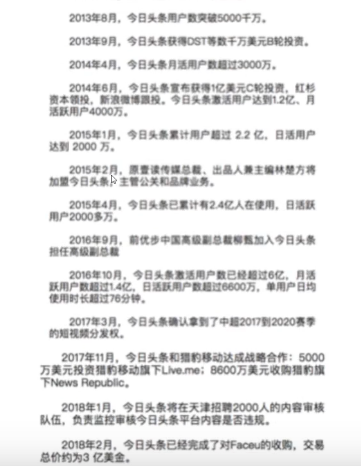 2013年8月，今日头条用户数突破5000千万。
2013年9月，今日头条获得DST等数千万美元B轮投资。
2014年4月，今日头条月活用户数超过3000万。
2014年6月，今日头条宣布获得1亿美元C轮投资，红杉
资本领投，新浪微博跟投。今日头条激活用户达到1.2亿、月
活跃用户4000万。
2015年1月，今日头条累计用户超过 2.2 亿，日活用户
达到 2000 万。
2015年2月，原壹读传媒总裁、出品人兼主编林楚方将
加盟今日头条，主管公关和品牌业务。
2015年4月，今日头条已累计有2.4亿人在使用，日活跃
用户2000多万。
2016年9月，前优步中国高级副总裁柳甄加入今日头条
担任高级副总裁
2016年10月，今日头条激活用户数已经超过6亿，月活
跃用户数超过1.4亿，日活跃用户数超过6600万，单用户日均
使用时长超过76分钟。
2017年3月，今日头条确认拿到了中超2017到2020赛季
的短视频分发权。
2017年11月，今日头条和猎豹移动达成战略合作：5000
万美元投资猎豹移动旗下Live.me；8600万美元收购猎豹旗
下News Republic。
2018年1月，今日头条将在天津招聘2000人的内容审核
队伍，负责监控审核今日头条平台内容是否违规。
2018年2月，今日头条已经完成了对Faceu的收购，交易
总价约为3 亿美金。